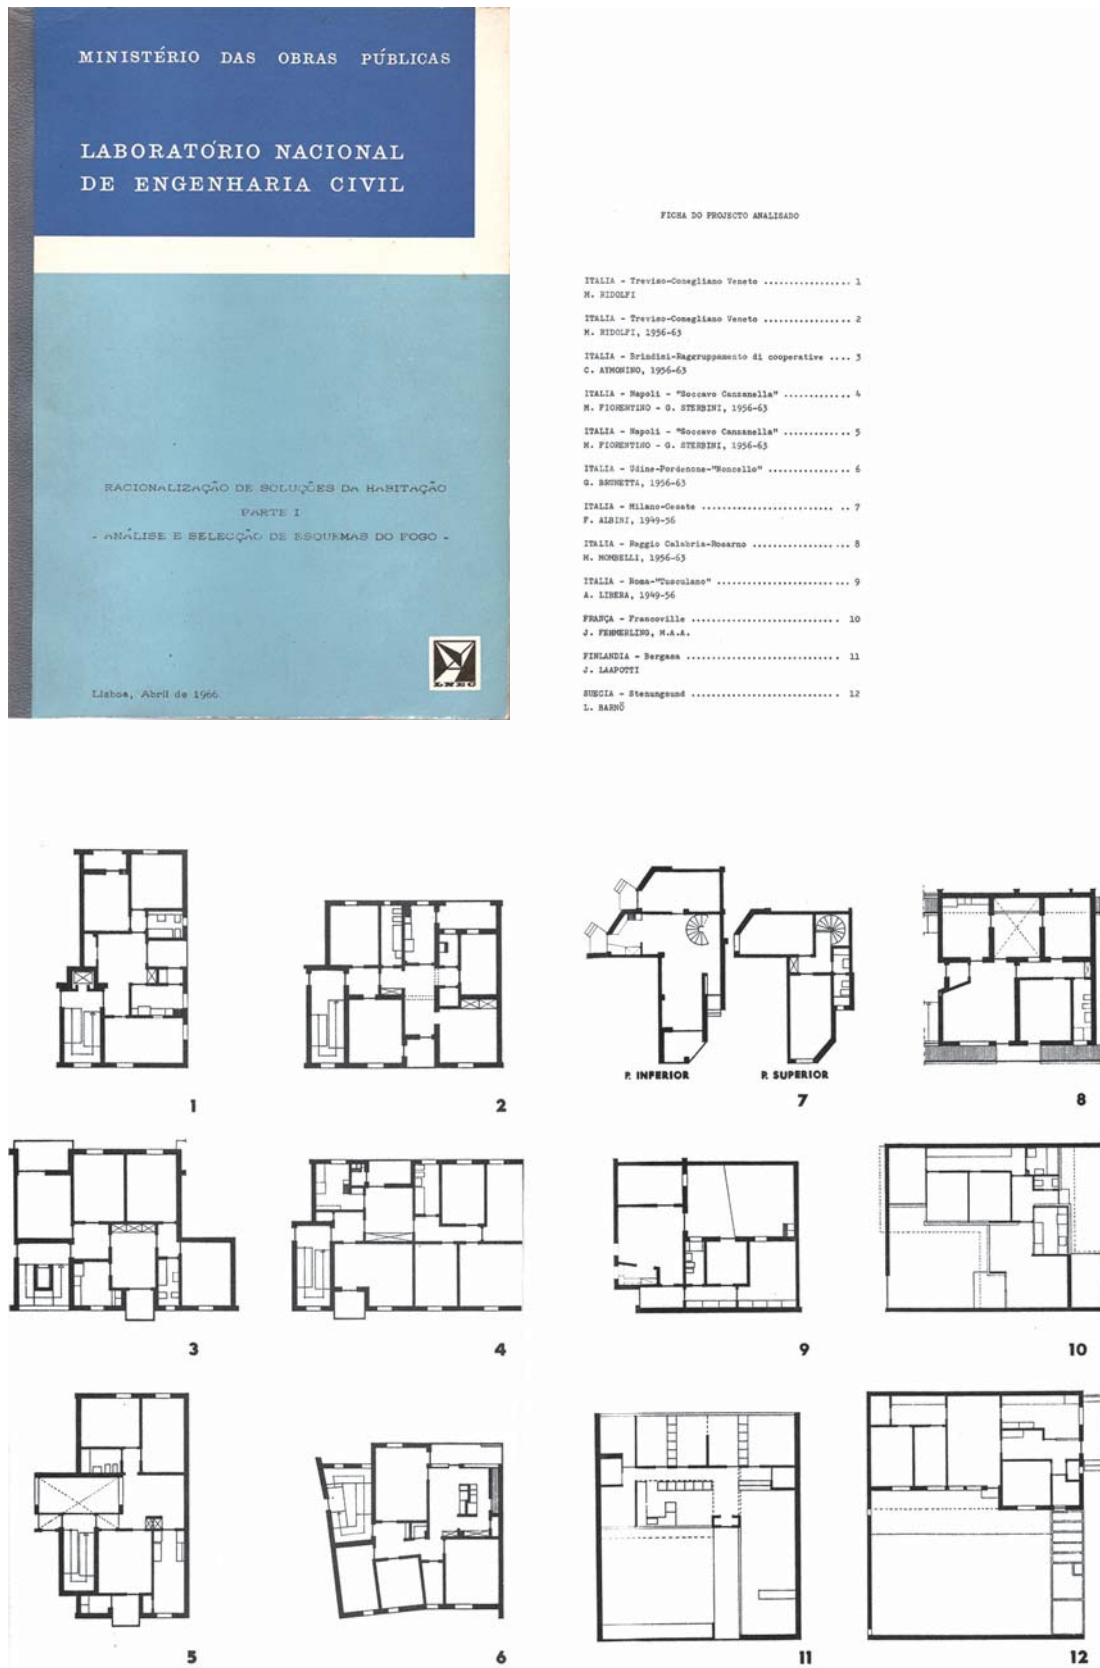 MINISTÉRIO DAS OBRAS PÚBLICAS
LABORATÓRIO NACIONAL
DE ENGENHARIA CIVIL
RACIONALIZAÇÃO DE SOLUÇÕES DA HABITAÇÃO
PARTE I
- ANÁLISE E SELECÇÃO DE ESQUEMAS DO FOGO -
LNEC
Lisboa, Abril de 1966
FICHA DO PROJECTO ANALISADO
ITALIA - Treviso-Conegliano Veneto ................ 1
M. RIDOLFI
ITALIA - Treviso-Conegliano Veneto ................ 2
M. RIDOLFI, 1956-63
ITALIA - Brindisi-Raggruppamento di cooperative .... 3
C. AYMONINO, 1956-63
ITALIA - Napoli - "Soccavo Canzanella" ............ 4
M. FIORENTINO - G. STERBINI, 1956-63
ITALIA - Napoli - "Soccavo Canzanella" ............ 5
M. FIORENTINO - G. STERBINI, 1956-63
ITALIA - Udine-Pordenone-"Noncello" ............... 6
G. BRUNETTA, 1956-63
ITALIA - Milano-Cesate ....................... .. 7
F. ALBINI, 1949-56
ITALIA - Reggio Calabria-Rosarno .............. ... 8
M. MOMBELLI, 1956-63
ITALIA - Roma-"Tusculano" ...................... ... 9
A. LIBERA, 1949-56
FRANÇA - Francoville ........................... 10
J. FEHMERLING, M.A.A.
FINLANDIA - Bergasa ............................ 11
J. LAAPOTTI
SUECIA - Stenungsund ........................... 12
L. BARNÖ
1
2
P. INFERIOR
P. SUPERIOR
7
8
3
4
9
10
5
6
11
12